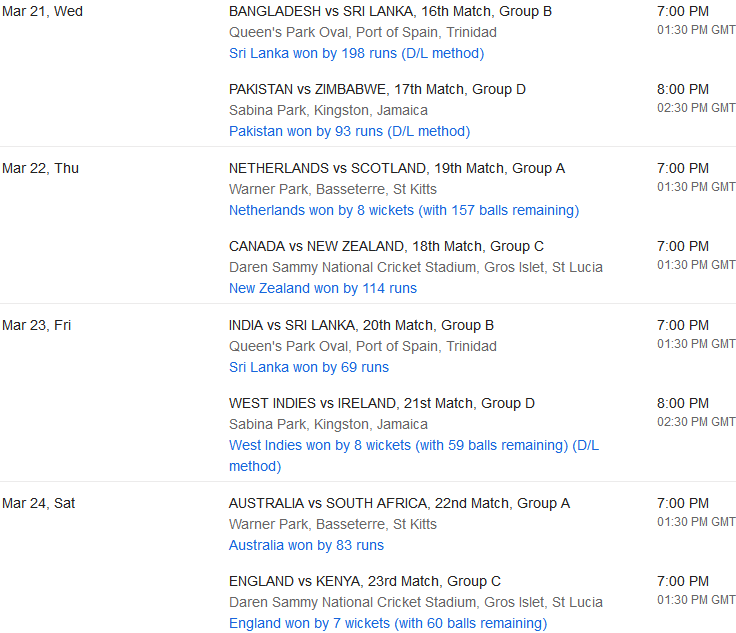 Mar 21, Wed
BANGLADESH vs SRI LANKA, 16th Match, Group B
7:00 PM
Queen's Park Oval, Port of Spain, Trinidad
01:30 PM GMT
Sri Lanka won by 198 runs (D/L method)
PAKISTAN vs ZIMBABWE, 17th Match, Group D
8:00 PM
Sabina Park, Kingston, Jamaica
02:30 PM GMT
Pakistan won by 93 runs (D/L method)
Mar 22, Thu
NETHERLANDS vs SCOTLAND, 19th Match, Group A
7:00 PM
Warner Park, Basseterre, St Kitts
01:30 PM GMT
Netherlands won by 8 wickets (with 157 balls remaining)
CANADA vs NEW ZEALAND, 18th Match, Group C
7:00 PM
Daren Sammy National Cricket Stadium, Gros Islet, St Lucia
01:30 PM GMT
New Zealand won by 114 runs
Mar 23, Fri
INDIA vs SRI LANKA, 20th Match, Group B
7:00 PM
Queen's Park Oval, Port of Spain, Trinidad
01:30 PM GMT
Sri Lanka won by 69 runs
WEST INDIES vs IRELAND, 21st Match, Group D
8:00 PM
Sabina Park, Kingston, Jamaica
02:30 PM GMT
West Indies won by 8 wickets (with 59 balls remaining) (D/L
method)
Mar 24, Sat
AUSTRALIA vs SOUTH AFRICA, 22nd Match, Group A
7:00 PM
Warner Park, Basseterre, St Kitts
01:30 PM GMT
Australia won by 83 runs
ENGLAND vs KENYA, 23rd Match, Group C
7:00 PM
Daren Sammy National Cricket Stadium, Gros Islet, St Lucia
01:30 PM GMT
England won by 7 wickets (with 60 balls remaining)